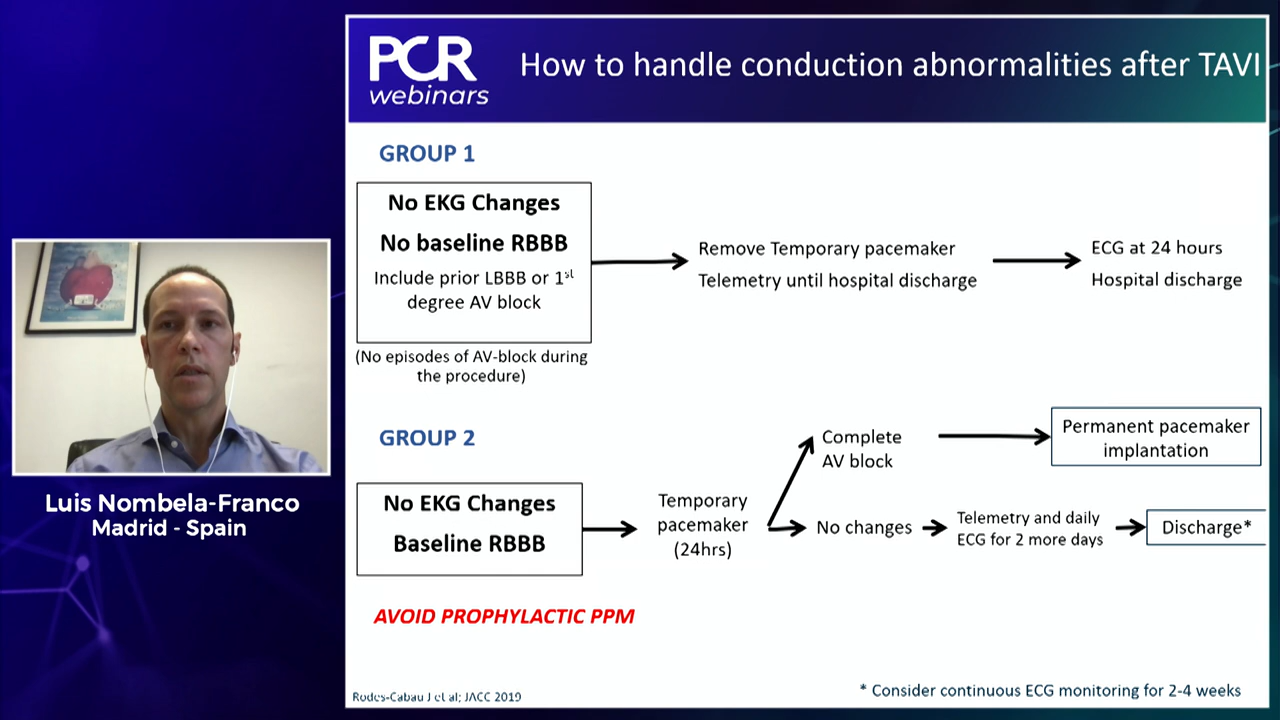 PCR
webinars
How to handle conduction abnormalities after TAVI
GROUP 1
No EKG Changes
No baseline RBBB
Include prior LBBB or 1st
degree AV block
(No episodes of AV-block during
the procedure)
Remove Temporary pacemaker
Telemetry until hospital discharge
ECG at 24 hours
Hospital discharge
GROUP 2
No EKG Changes
Baseline RBBB
Temporary
pacemaker
(24hrs)
Complete
AV block
Permanent pacemaker
implantation
No changes
Telemetry and daily
ECG for 2 more days
Discharge*
AVOID PROPHYLACTIC PPM
Rodes-Cabau J et al; JACC 2019
* Consider continuous ECG monitoring for 2-4 weeks
Luis Nombela-Franco
Madrid - Spain